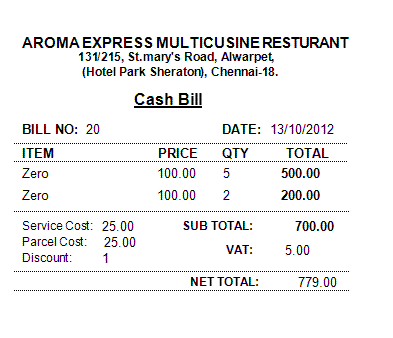 AROMA EXPRESS MULTICUSINE RESTURANT
131/215, St.mary's Road, Alwarpet,
(Hotel Park Sheraton), Chennai-18.
Cash Bill
BILL NO: 20 DATE: 13/10/2012
ITEM PRICE QTY TOTAL
Zero 100.00 5 500.00
Zero 100.00 2 200.00
Service Cost: 25.00 SUB TOTAL: 700.00
Parcel Cost: 25.00 VAT: 5.00
Discount: 1
NET TOTAL: 779.00